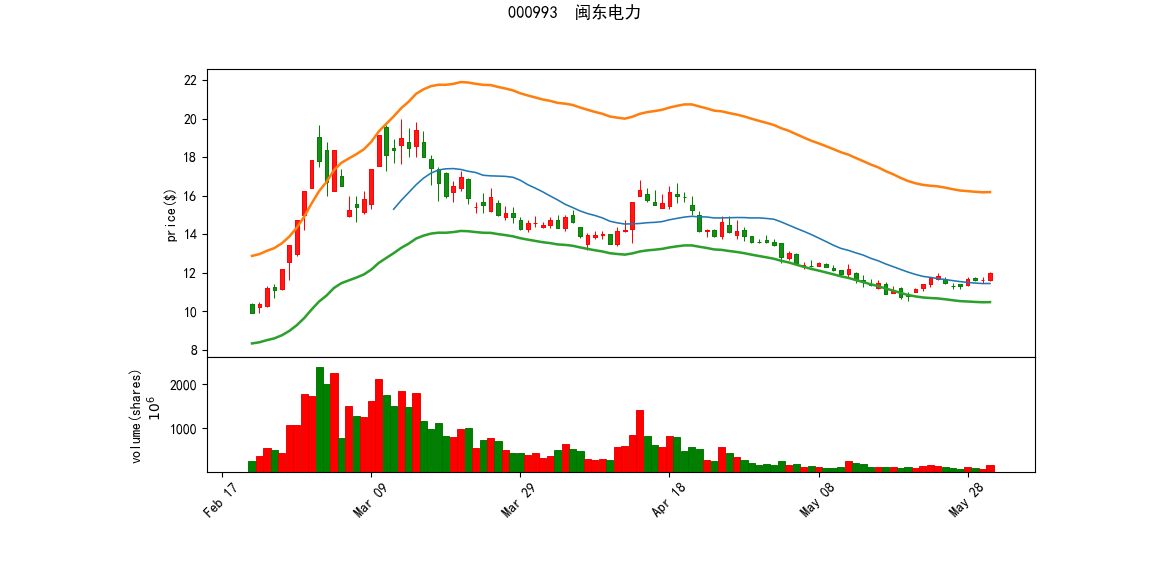 000993 闽东电力
price($)
22
20
18
16
14
12
10
8
volume(shares)
10^6
2000
1000
Feb 17
Mar 09
Mar 29
Apr 18
May 08
May 28